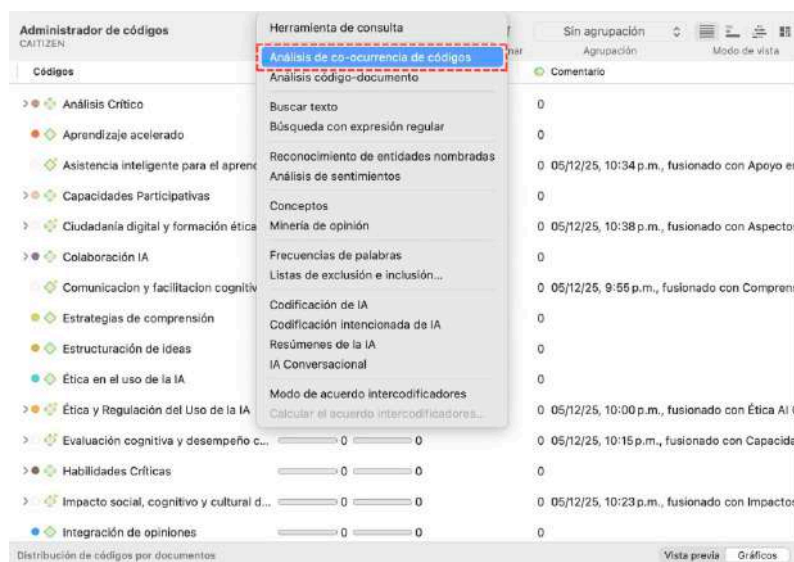 Administrador de códigos
CAITIZEN
Sin agrupación
Agrupación
Modo de vista
Herramienta de consulta
Análisis de co-ocurrencia de códigos
Análisis código-documento
Buscar texto
Búsqueda con expresión regular
Reconocimiento de entidades nombradas
Análisis de sentimientos
Conceptos
Minería de opinión
Frecuencias de palabras
Listas de exclusión e inclusión...
Codificación de IA
Codificación intencionada de IA
Resúmenes de la IA
IA Conversacional
Modo de acuerdo intercodificadores
Calcular el acuerdo intercodificadores...
Códigos Comentario
Análisis Crítico 0
Aprendizaje acelerado 0
Asistencia inteligente para el aprend 0 05/12/25, 10:34 p.m., fusionado con Apoyo e
Capacidades Participativas 0
Ciudadanía digital y formación ética 0 05/12/25, 10:38 p.m., fusionado con Aspecto
Colaboración IA 0
Comunicacion y facilitacion cognitiv 0 05/12/25, 9:55 p.m., fusionado con Compren
Estrategias de comprensión 0
Estructuración de ideas 0
Ética en el uso de la IA 0
Ética y Regulación del Uso de la IA 0 05/12/25, 10:00 p.m., fusionado con Ética AI
Evaluación cognitiva y desempeño c... 0 0 0 05/12/25, 10:15 p.m., fusionado con Capacida
Habilidades Críticas 0 0 0
Impacto social, cognitivo y cultural d... 0 0 0 05/12/25, 10:23 p.m., fusionado con Impacto
Integración de opiniones 0 0 0
Distribución de códigos por documentos Vista previa Gráficos